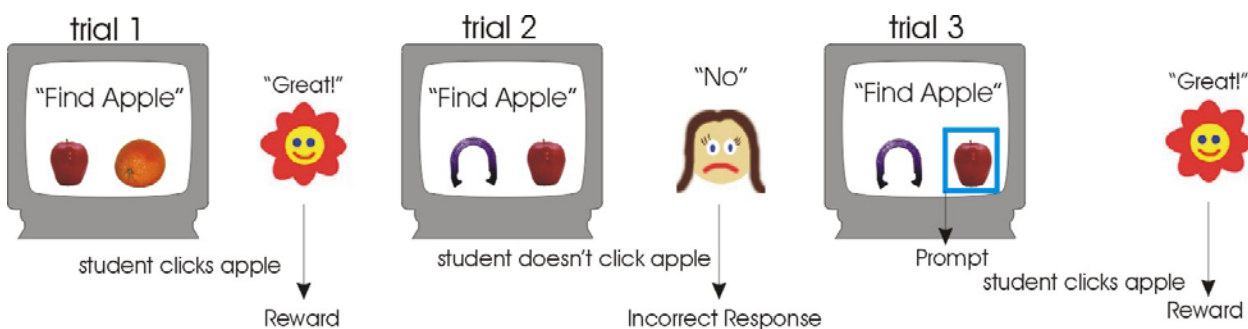 trial 1
"Find Apple"
"Great!"
student clicks apple
Reward
trial 2
"Find Apple"
"No"
student doesn't click apple
Incorrect Response
trial 3
"Find Apple"
"Great!"
Prompt
student clicks apple
Reward